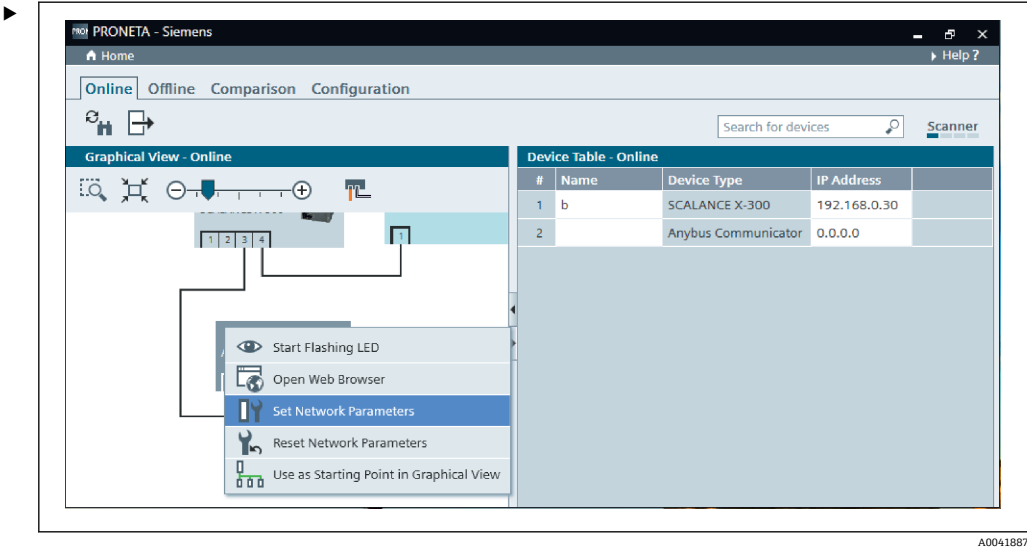 PRONETA - Siemens
Home
Help ?
Online Offline Comparison Configuration
Search for devices
Scanner
Graphical View - Online
Device Table - Online
# Name Device Type IP Address
1 b SCALANCE X-300 192.168.0.30
2 Anybus Communicator 0.0.0.0
1 2 3 4
1
Start Flashing LED
Open Web Browser
Set Network Parameters
Reset Network Parameters
Use as Starting Point in Graphical View
A0041887